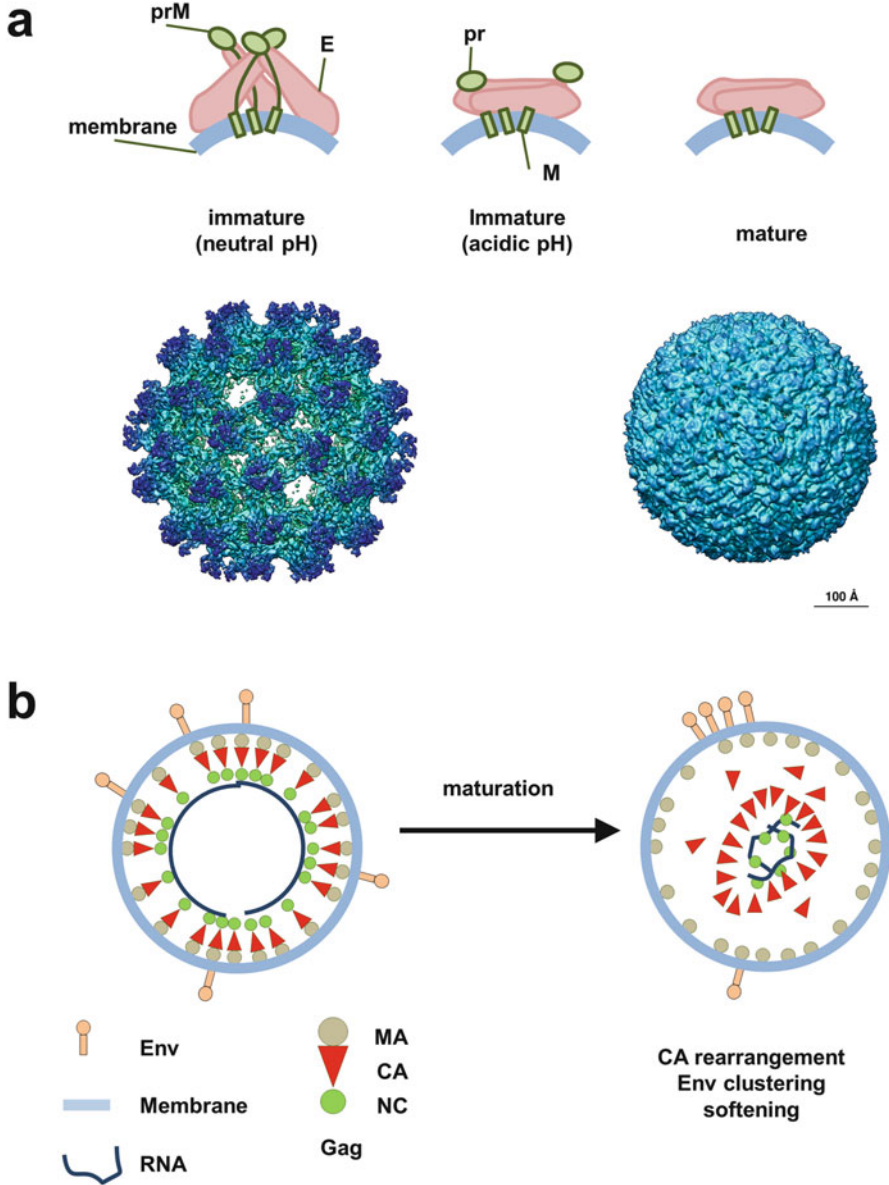 a
prM
E
membrane
immature
(neutral pH)
pr
M
Immature
(acidic pH)
mature
100 Å
b
maturation
Env
Membrane
RNA
MA
CA
NC
Gag
CA rearrangement
Env clustering
softening